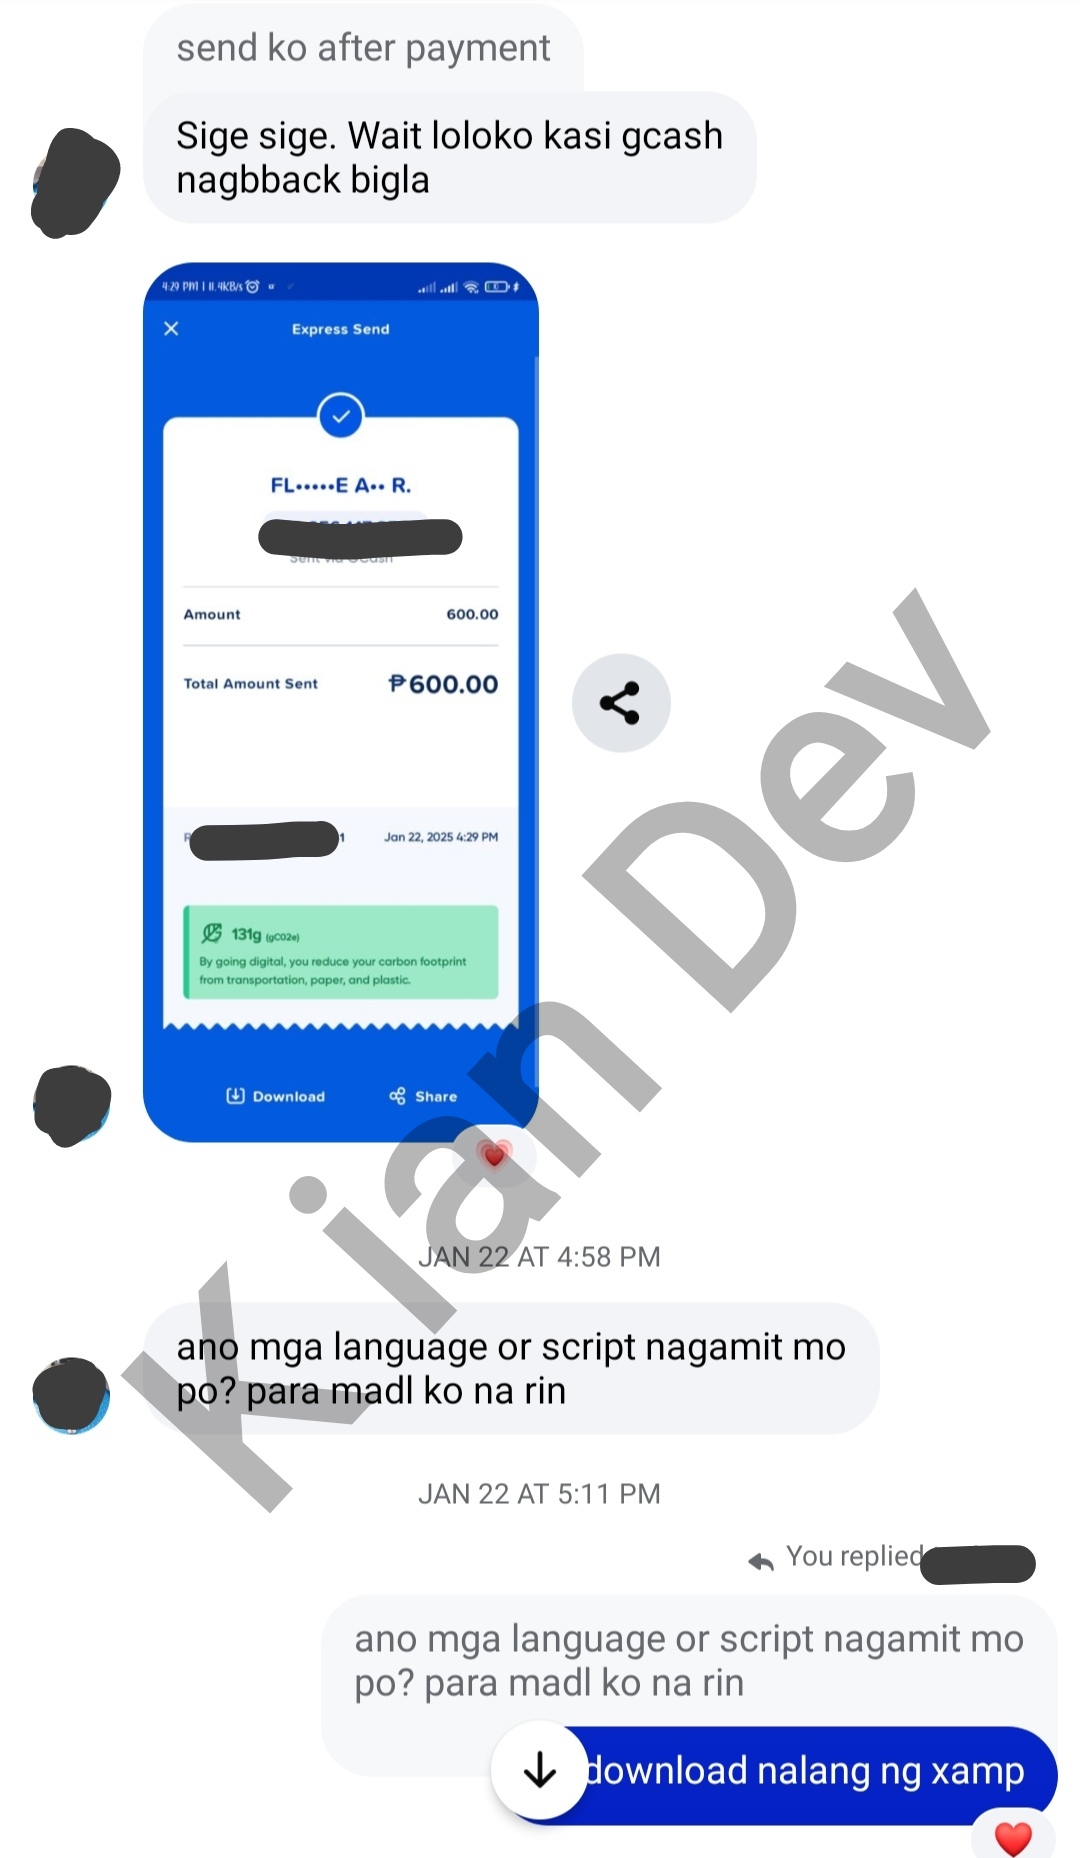 send ko after payment
Sige sige. Wait loloko kasi gcash
nagbback bigla
4:29 PM | 11.4KB/s
Express Send
FL•••••E A•• R.
Sent via GCash
Amount 600.00
Total Amount Sent ₱600.00
1 Jan 22, 2025 4:29 PM
131g (gCO2e)
By going digital, you reduce your carbon footprint
from transportation, paper, and plastic.
Download Share
JAN 22 AT 4:58 PM
ano mga language or script nagamit mo
po? para madl ko na rin
JAN 22 AT 5:11 PM
You replied
ano mga language or script nagamit mo
po? para madl ko na rin
download nalang ng xamp
Kian Dev